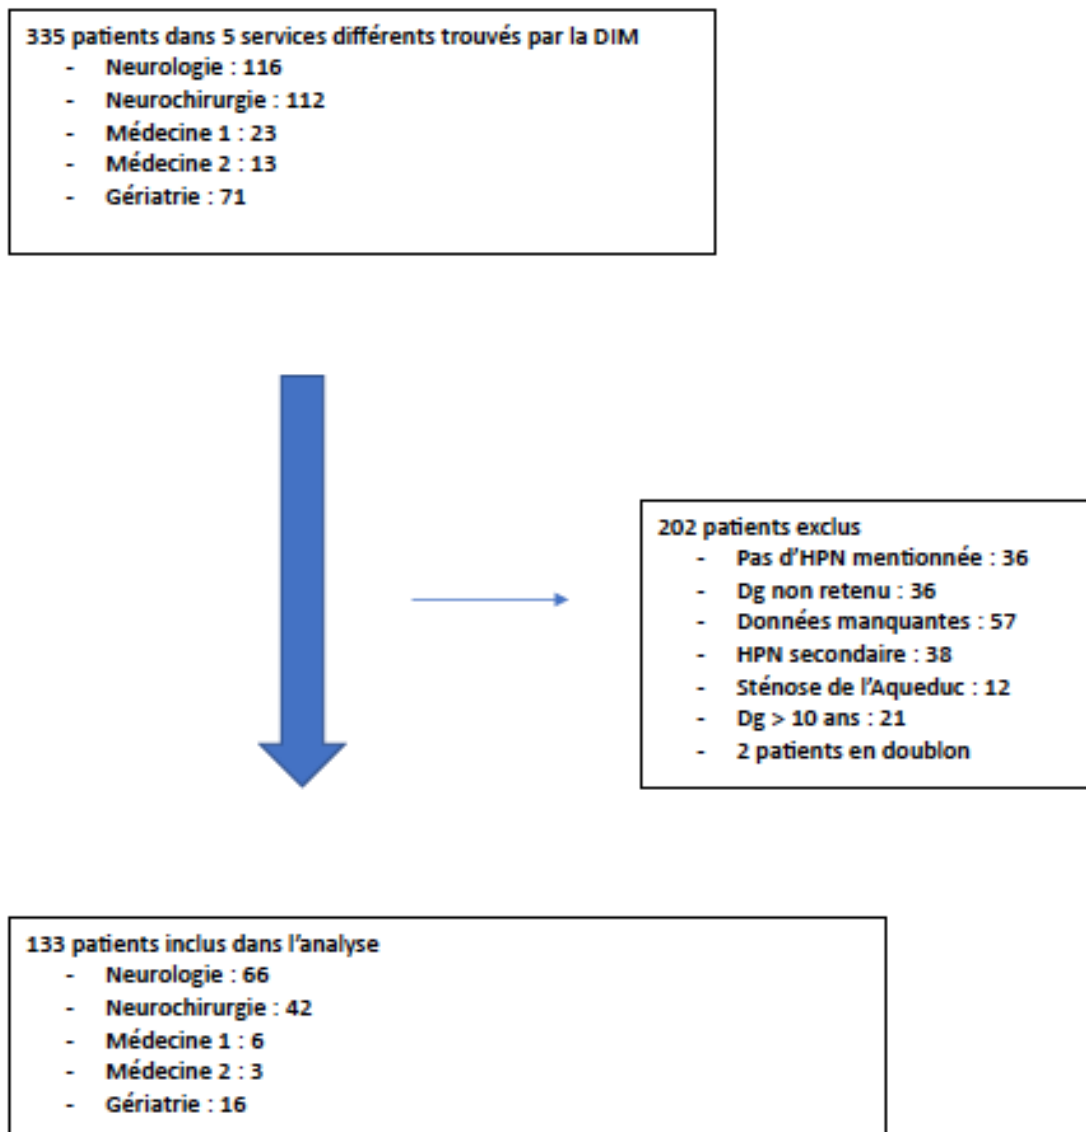 335 patients dans 5 services différents trouvés par la DIM
- Neurologie : 116
- Neurochirurgie : 112
- Médecine 1 : 23
- Médecine 2 : 13
- Gériatrie : 71
202 patients exclus
- Pas d'HPN mentionnée : 36
- Dg non retenu : 36
- Données manquantes : 57
- HPN secondaire : 38
- Sténose de l'Aqueduc : 12
- Dg > 10 ans : 21
- 2 patients en doublon
133 patients inclus dans l'analyse
- Neurologie : 66
- Neurochirurgie : 42
- Médecine 1 : 6
- Médecine 2 : 3
- Gériatrie : 16